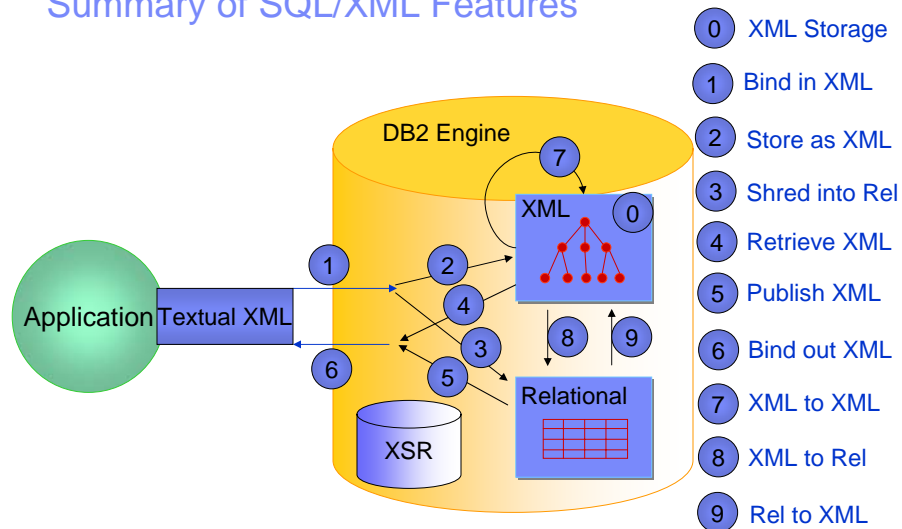 Summary of SQL/XML Features
0 XML Storage
1 Bind in XML
2 Store as XML
3 Shred into Rel
4 Retrieve XML
5 Publish XML
6 Bind out XML
7 XML to XML
8 XML to Rel
9 Rel to XML
DB2 Engine
7
XML
0
1
2
4
Application
Textual XML
3
8
9
6
5
Relational
XSR